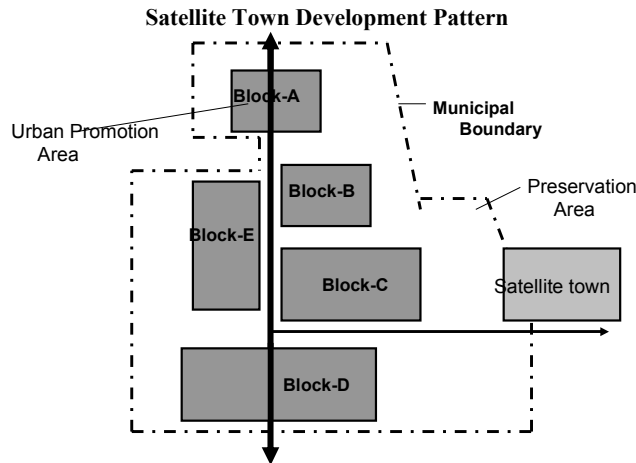 Satellite Town Development Pattern
Block-A
Urban Promotion
Area
Municipal
Boundary
Block-B
Preservation
Area
Block-E
Block-C
Satellite town
Block-D